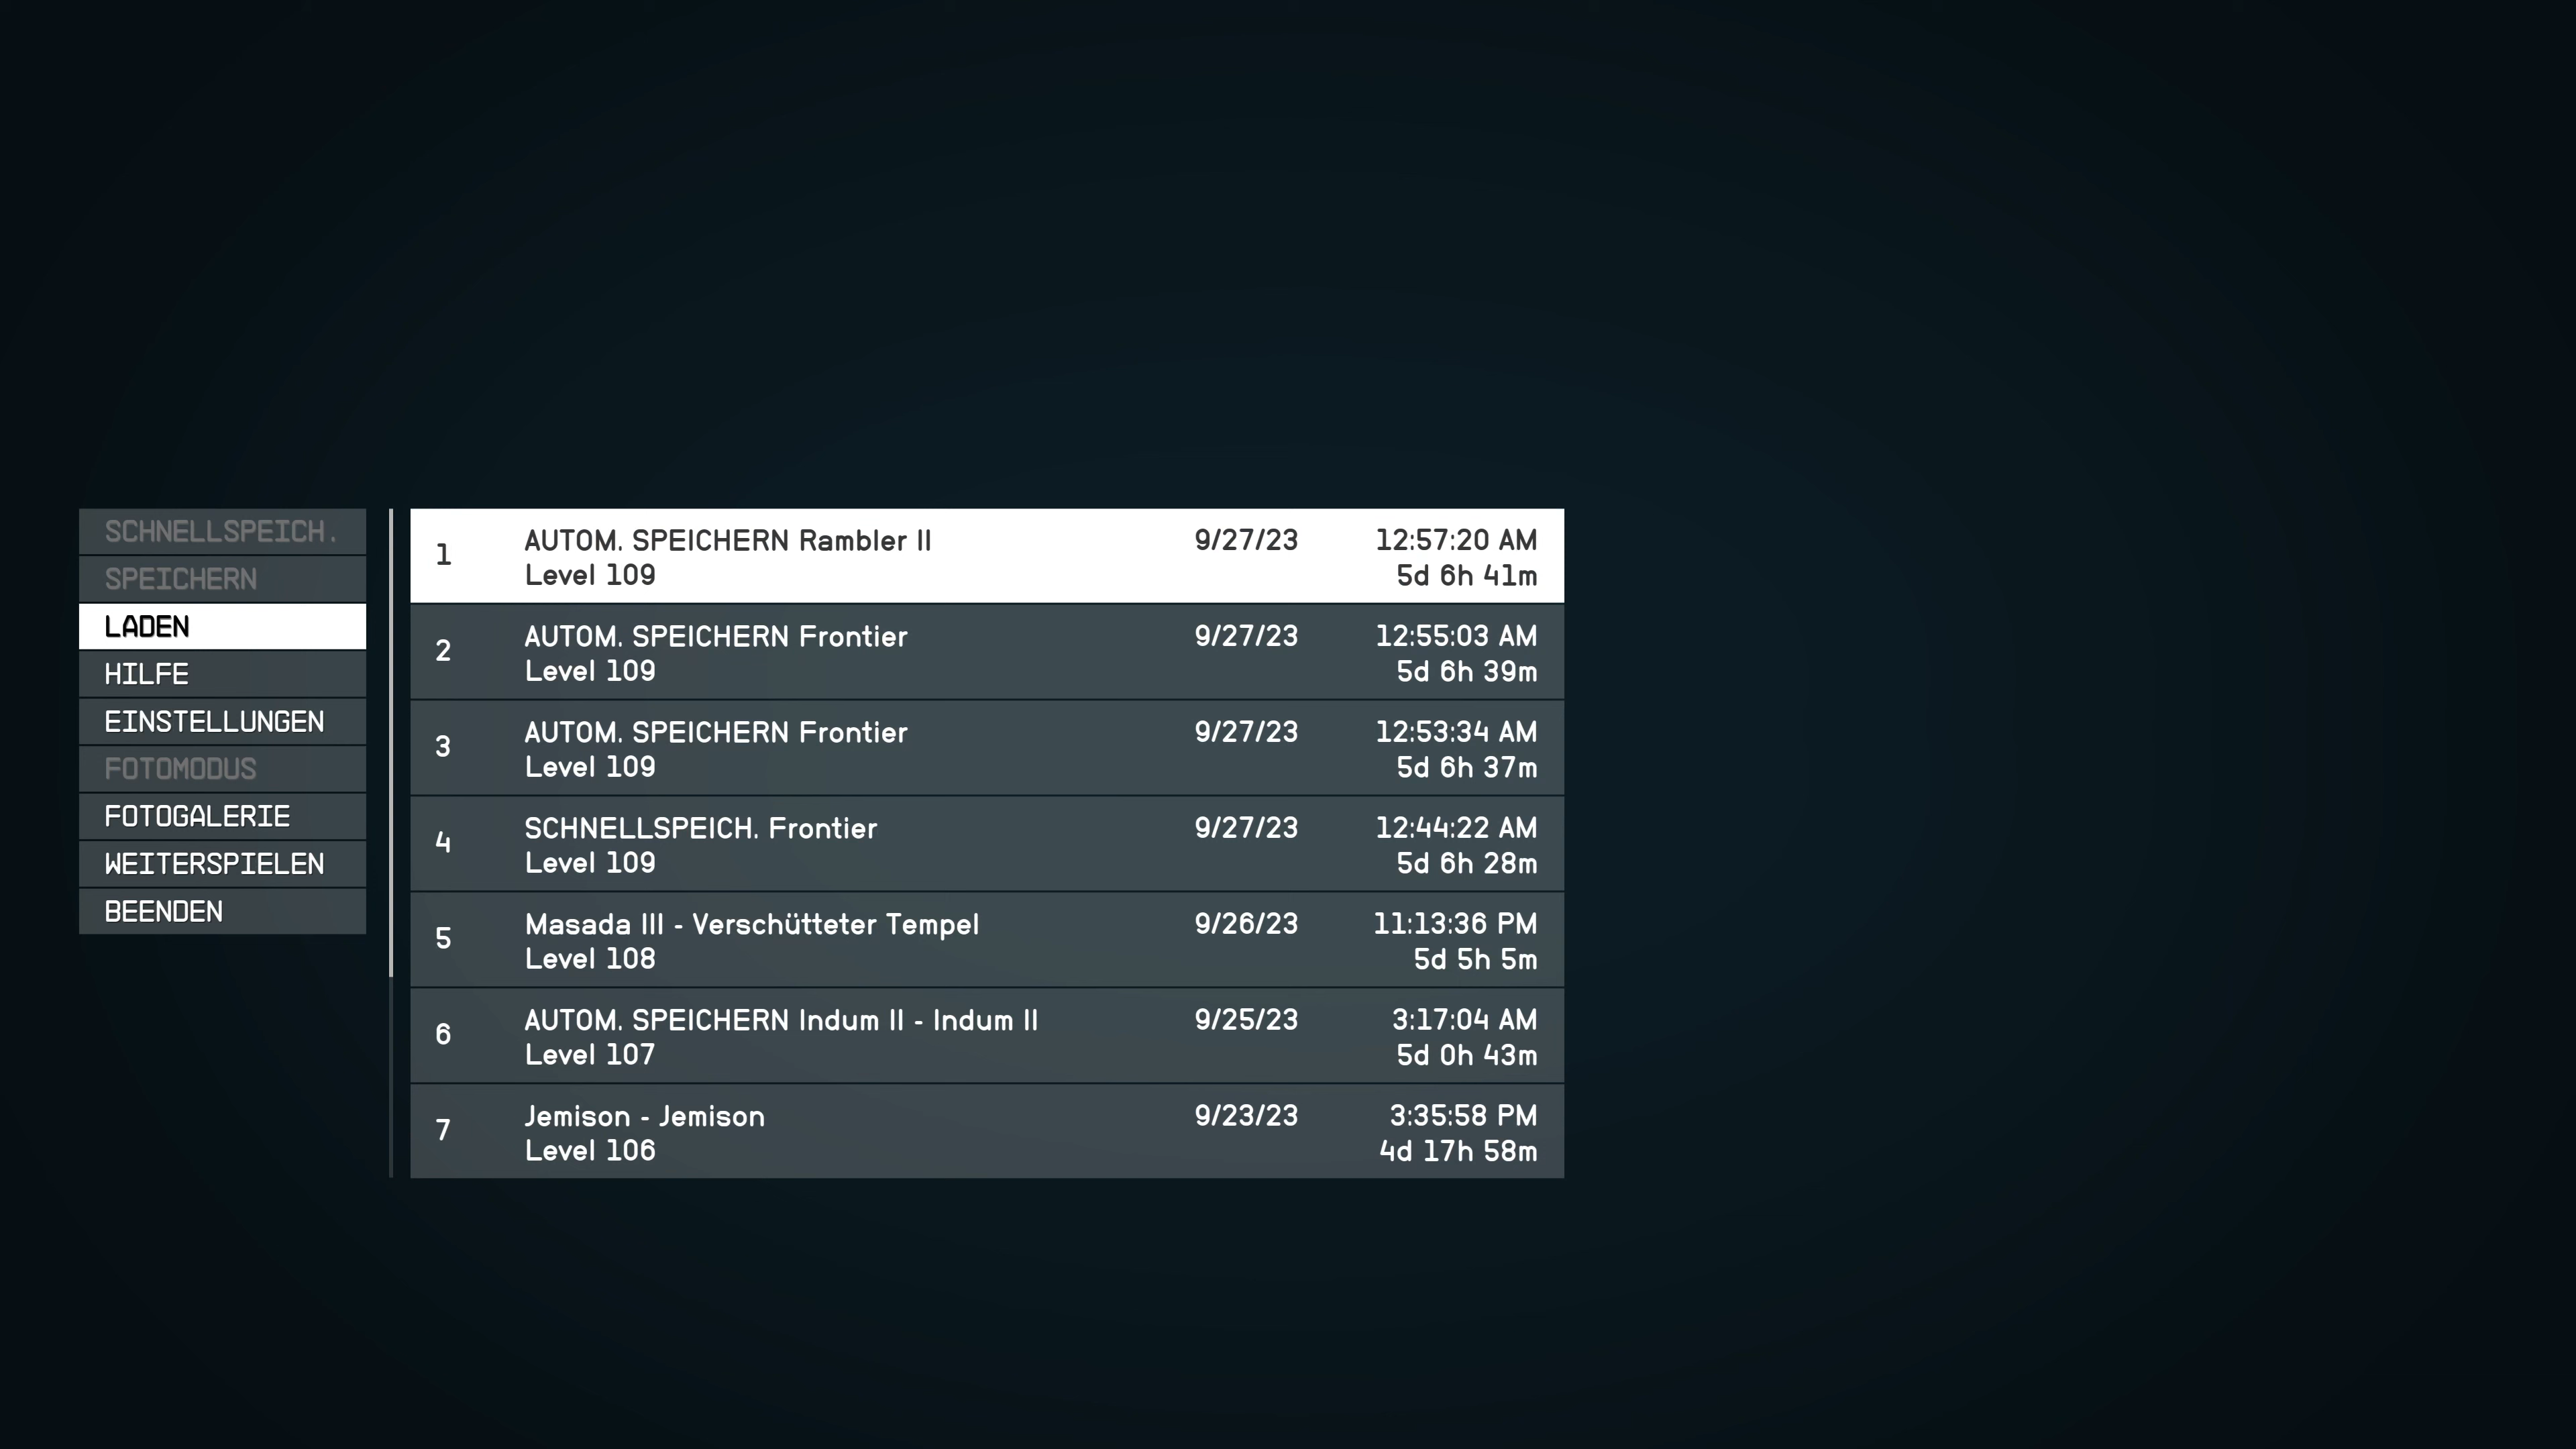 SCHNELLSPEICH.
SPEICHERN
LADEN
HILFE
EINSTELLUNGEN
FOTOMODUS
FOTOGALERIE
WEITERSPIELEN
BEENDEN
1 AUTOM. SPEICHERN Rambler II 9/27/23 12:57:20 AM
Level 109 5d 6h 41m
2 AUTOM. SPEICHERN Frontier 9/27/23 12:55:03 AM
Level 109 5d 6h 39m
3 AUTOM. SPEICHERN Frontier 9/27/23 12:53:34 AM
Level 109 5d 6h 37m
4 SCHNELLSPEICH. Frontier 9/27/23 12:44:22 AM
Level 109 5d 6h 28m
5 Masada III - Verschütteter Tempel 9/26/23 11:13:36 PM
Level 108 5d 5h 5m
6 AUTOM. SPEICHERN Indum II - Indum II 9/25/23 3:17:04 AM
Level 107 5d 0h 43m
7 Jemison - Jemison 9/23/23 3:35:58 PM
Level 106 4d 17h 58m